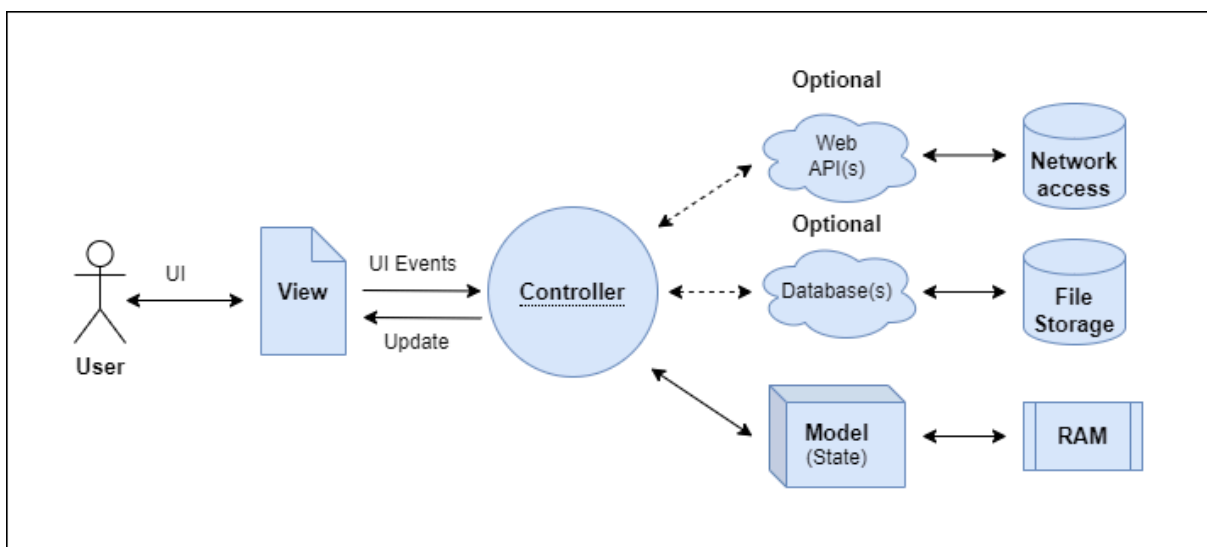 Optional
Web
API(s)
Network
access
Optional
UI
View
UI Events
Controller
Database(s)
File
Storage
Update
User
Model
(State)
RAM